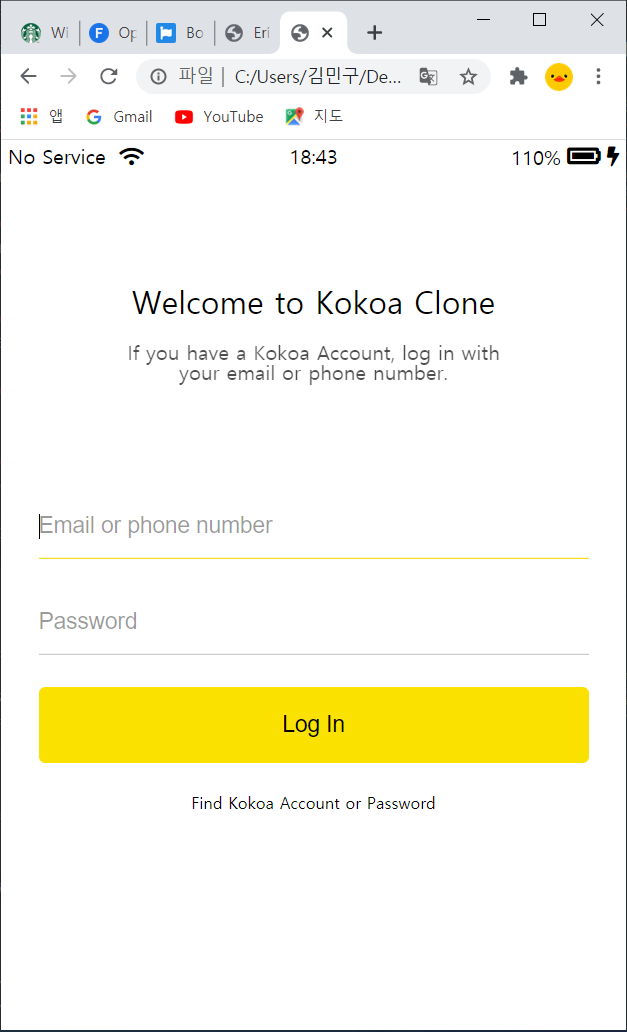 Wi
Op
Bo
Eri
파일 | C:/Users/김민구/De...
앱 Gmail YouTube 지도
No Service 18:43 110%
Welcome to Kokoa Clone
If you have a Kokoa Account, log in with
your email or phone number.
Email or phone number
Password
Log In
Find Kokoa Account or Password